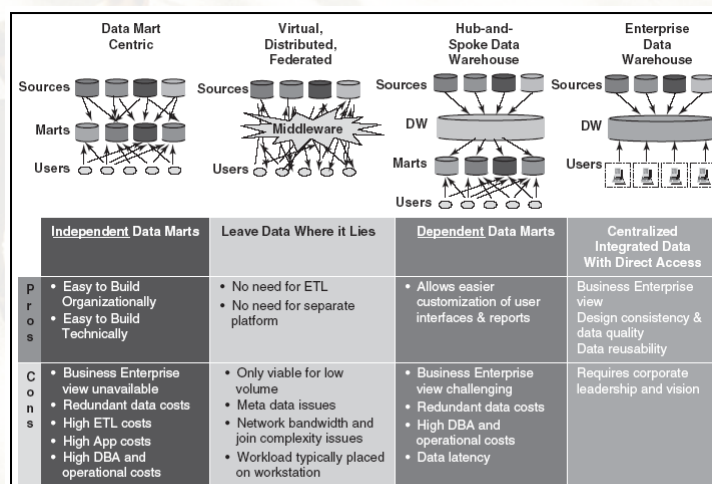 Data Mart
Centric
Virtual,
Distributed,
Federated
Hub-and-
Spoke Data
Warehouse
Enterprise
Data
Warehouse
Sources
Marts
Users
Sources
Middleware
Users
Sources
DW
Marts
Users
Sources
DW
Users
Independent Data Marts
Leave Data Where it Lies
Dependent Data Marts
Centralized
Integrated Data
With Direct Access
Pros
• Easy to Build
Organizationally
• Easy to Build
Technically
• No need for ETL
• No need for separate
platform
• Allows easier
customization of user
interfaces & reports
Business Enterprise
view
Design consistency &
data quality
Data reusability
Cons
• Business Enterprise
view unavailable
• Redundant data costs
• High ETL costs
• High App costs
• High DBA and
operational costs
• Only viable for low
volume
• Meta data issues
• Network bandwidth and
join complexity issues
• Workload typically placed
on workstation
• Business Enterprise
view challenging
• Redundant data costs
• High DBA and
operational costs
• Data latency
Requires corporate
leadership and vision